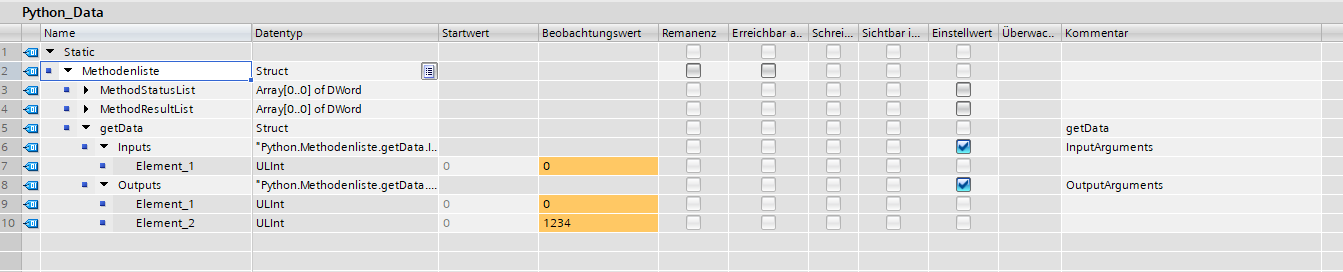 Python_Data
Name Datentyp Startwert Beobachtungswert Remanenz Erreichbar a... Schrei... Sichtbar i... Einstellwert Überwac... Kommentar
1 Static
2 Methodenliste Struct
3 MethodStatusList Array[0..0] of DWord
4 MethodResultList Array[0..0] of DWord
5 getData Struct getData
6 Inputs "Python.Methodenliste.getData.I... InputArguments
7 Element_1 ULInt 0 0
8 Outputs "Python.Methodenliste.getData.... OutputArguments
9 Element_1 ULInt 0 0
10 Element_2 ULInt 0 1234